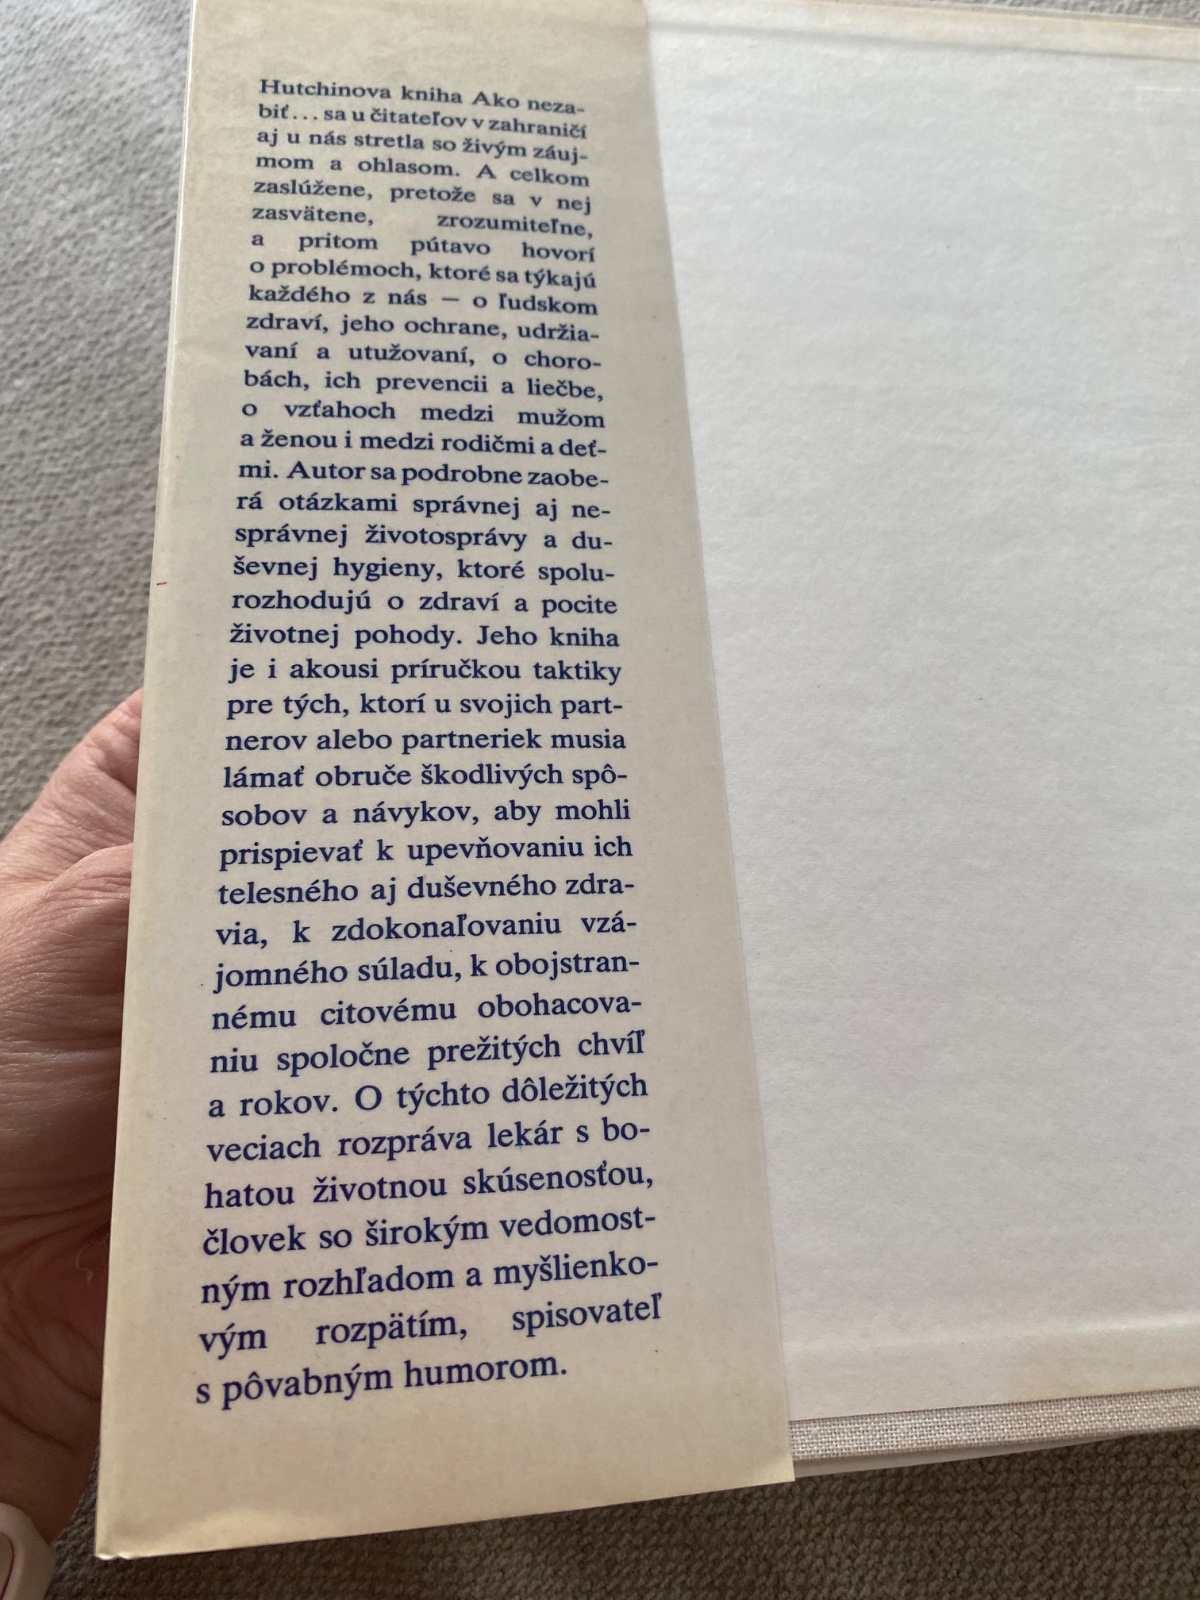 Hutchinova kniha Ako neza-
biť... sa u čitateľov v zahraničí
aj u nás stretla so živým záuj-
mom a ohlasom. A celkom
zaslúžene, pretože sa v nej
zasvätene, zrozumiteľne,
a pritom pútavo hovorí
o problémoch, ktoré sa týkajú
každého z nás — o ľudskom
zdraví, jeho ochrane, udržia-
vaní a utužovaní, o choro-
bách, ich prevencii a liečbe,
o vzťahoch medzi mužom
a ženou i medzi rodičmi a deť-
mi. Autor sa podrobne zaobe-
rá otázkami správnej aj ne-
správnej životosprávy a du-
ševnej hygieny, ktoré spolu-
rozhodujú o zdraví a pocite
životnej pohody. Jeho kniha
je i akousi príručkou taktiky
pre tých, ktorí u svojich part-
nerov alebo partneriek musia
lámať obruče škodlivých spô-
sobov a návykov, aby mohli
prispievať k upevňovaniu ich
telesného aj duševného zdra-
via, k zdokonaľovaniu vzá-
jomného súladu, k obojstran-
nému citovému obohacova-
niu spoločne prežitých chvíľ
a rokov. O týchto dôležitých
veciach rozpráva lekár s bo-
hatou životnou skúsenosťou,
človek so širokým vedomost-
ným rozhľadom a myšlienko-
vým rozpätím, spisovateľ
s pôvabným humorom.